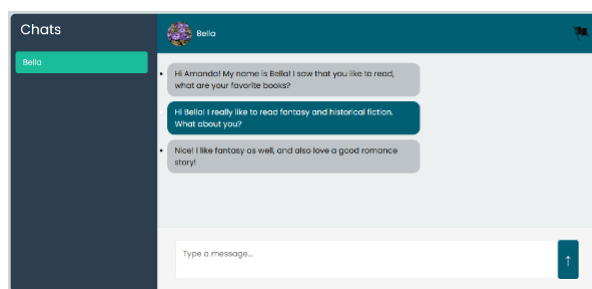 Chats
Bella
Bella
Hi Amanda! My name is Bella! I saw that you like to read,
what are your favorite books?
Hi Bella! I really like to read fantasy and historical fiction.
What about you?
Nice! I like fantasy as well, and also love a good romance
story!
Type a message...
↑